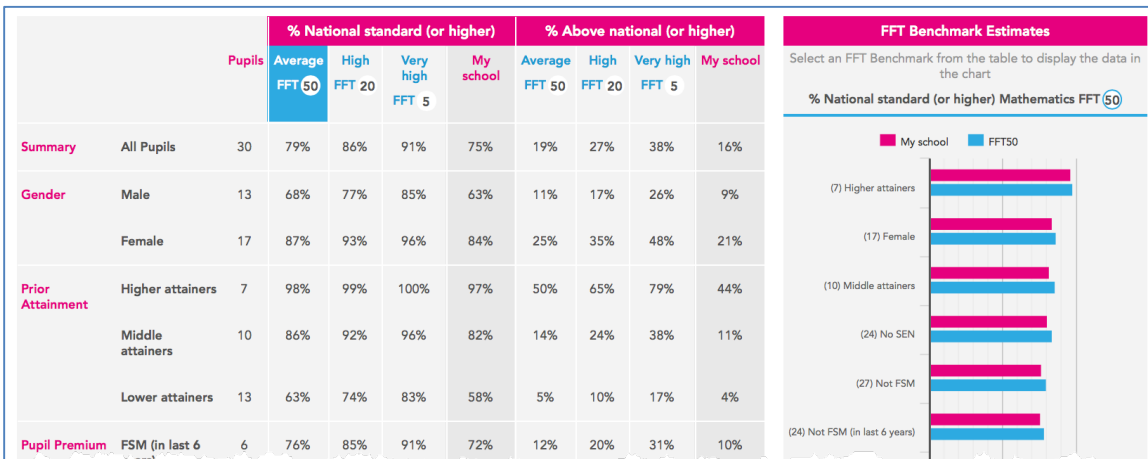 % National standard (or higher) % Above national (or higher)
Pupils Average High Very high My school Average High Very high My school
FFT 50 FFT 20 FFT 5 FFT 50 FFT 20 FFT 5
Summary All Pupils 30 79% 86% 91% 75% 19% 27% 38% 16%
Gender Male 13 68% 77% 85% 63% 11% 17% 26% 9%
Female 17 87% 93% 96% 84% 25% 35% 48% 21%
Prior Attainment Higher attainers 7 98% 99% 100% 97% 50% 65% 79% 44%
Middle attainers 10 86% 92% 96% 82% 14% 24% 38% 11%
Lower attainers 13 63% 74% 83% 58% 5% 10% 17% 4%
Pupil Premium FSM (in last 6 6 76% 85% 91% 72% 12% 20% 31% 10%
FFT Benchmark Estimates
Select an FFT Benchmark from the table to display the data in
the chart
% National standard (or higher) Mathematics FFT 50
My school FFT50
(7) Higher attainers
(17) Female
(10) Middle attainers
(24) No SEN
(27) Not FSM
(24) Not FSM (in last 6 years)